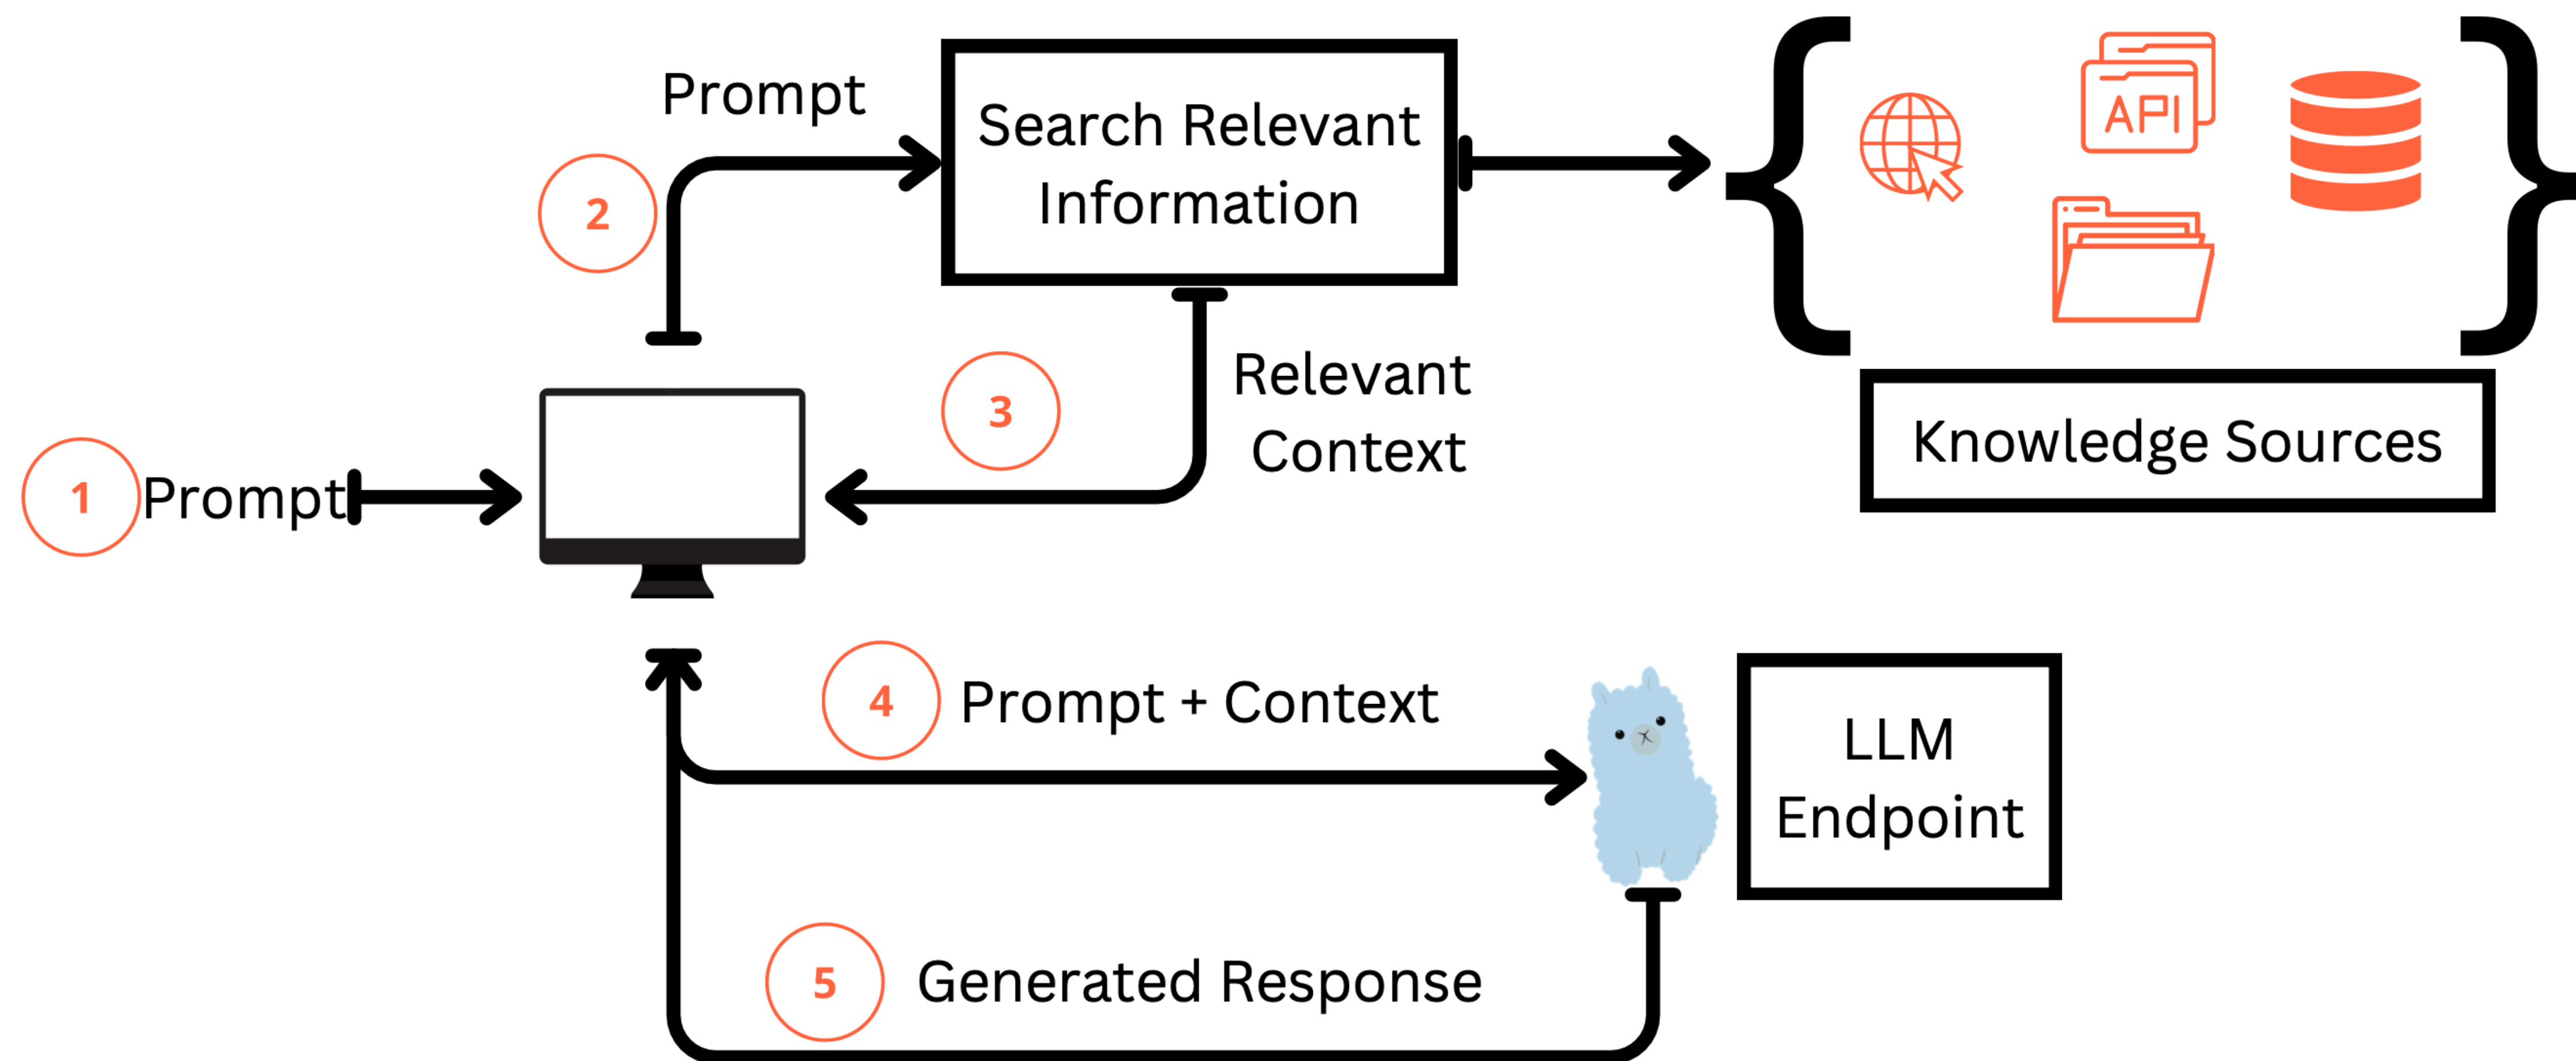 Prompt
Search Relevant
Information
API
2
Relevant
Context
3
Knowledge Sources
1 Prompt
4 Prompt + Context
LLM
Endpoint
5 Generated Response